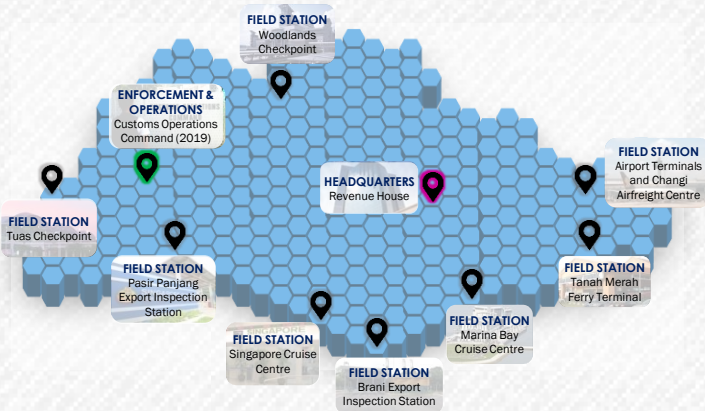 FIELD STATION
Woodlands
Checkpoint
ENFORCEMENT &
OPERATIONS
Customs Operations
Command (2019)
FIELD STATION
Airport Terminals
and Changi
Airfreight Centre
HEADQUARTERS
Revenue House
FIELD STATION
Tuas Checkpoint
FIELD STATION
Pasir Panjang
Export Inspection
Station
FIELD STATION
Tanah Merah
Ferry Terminal
FIELD STATION
Marina Bay
Cruise Centre
SINGAPORE
FIELD STATION
Singapore Cruise
Centre
FIELD STATION
Brani Export
Inspection Station